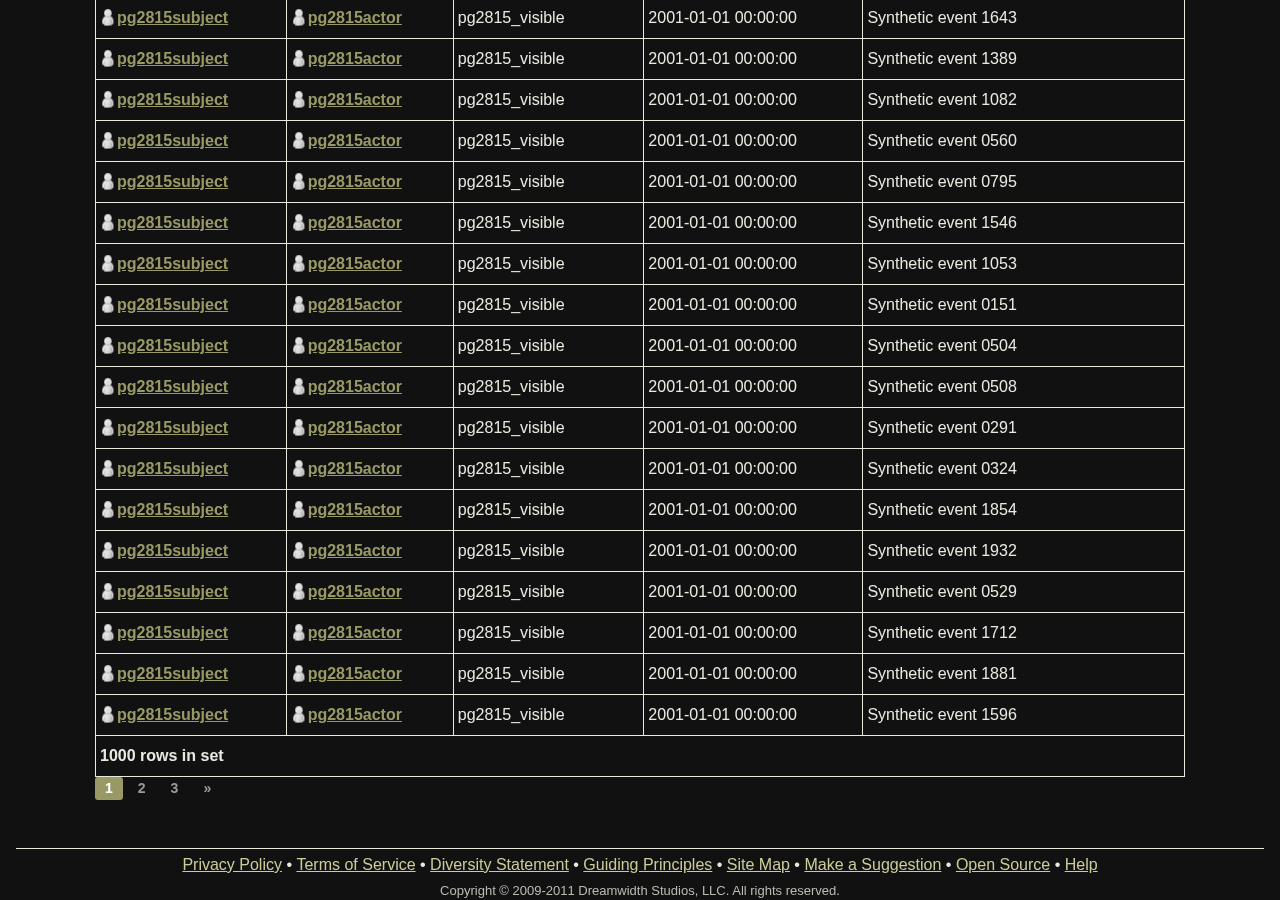 pg2815subject pg2815actor pg2815_visible 2001-01-01 00:00:00 Synthetic event 1643
pg2815subject pg2815actor pg2815_visible 2001-01-01 00:00:00 Synthetic event 1389
pg2815subject pg2815actor pg2815_visible 2001-01-01 00:00:00 Synthetic event 1082
pg2815subject pg2815actor pg2815_visible 2001-01-01 00:00:00 Synthetic event 0560
pg2815subject pg2815actor pg2815_visible 2001-01-01 00:00:00 Synthetic event 0795
pg2815subject pg2815actor pg2815_visible 2001-01-01 00:00:00 Synthetic event 1546
pg2815subject pg2815actor pg2815_visible 2001-01-01 00:00:00 Synthetic event 1053
pg2815subject pg2815actor pg2815_visible 2001-01-01 00:00:00 Synthetic event 0151
pg2815subject pg2815actor pg2815_visible 2001-01-01 00:00:00 Synthetic event 0504
pg2815subject pg2815actor pg2815_visible 2001-01-01 00:00:00 Synthetic event 0508
pg2815subject pg2815actor pg2815_visible 2001-01-01 00:00:00 Synthetic event 0291
pg2815subject pg2815actor pg2815_visible 2001-01-01 00:00:00 Synthetic event 0324
pg2815subject pg2815actor pg2815_visible 2001-01-01 00:00:00 Synthetic event 1854
pg2815subject pg2815actor pg2815_visible 2001-01-01 00:00:00 Synthetic event 1932
pg2815subject pg2815actor pg2815_visible 2001-01-01 00:00:00 Synthetic event 0529
pg2815subject pg2815actor pg2815_visible 2001-01-01 00:00:00 Synthetic event 1712
pg2815subject pg2815actor pg2815_visible 2001-01-01 00:00:00 Synthetic event 1881
pg2815subject pg2815actor pg2815_visible 2001-01-01 00:00:00 Synthetic event 1596
1000 rows in set
1 2 3 »
Privacy Policy • Terms of Service • Diversity Statement • Guiding Principles • Site Map • Make a Suggestion • Open Source • Help
Copyright © 2009-2011 Dreamwidth Studios, LLC. All rights reserved.